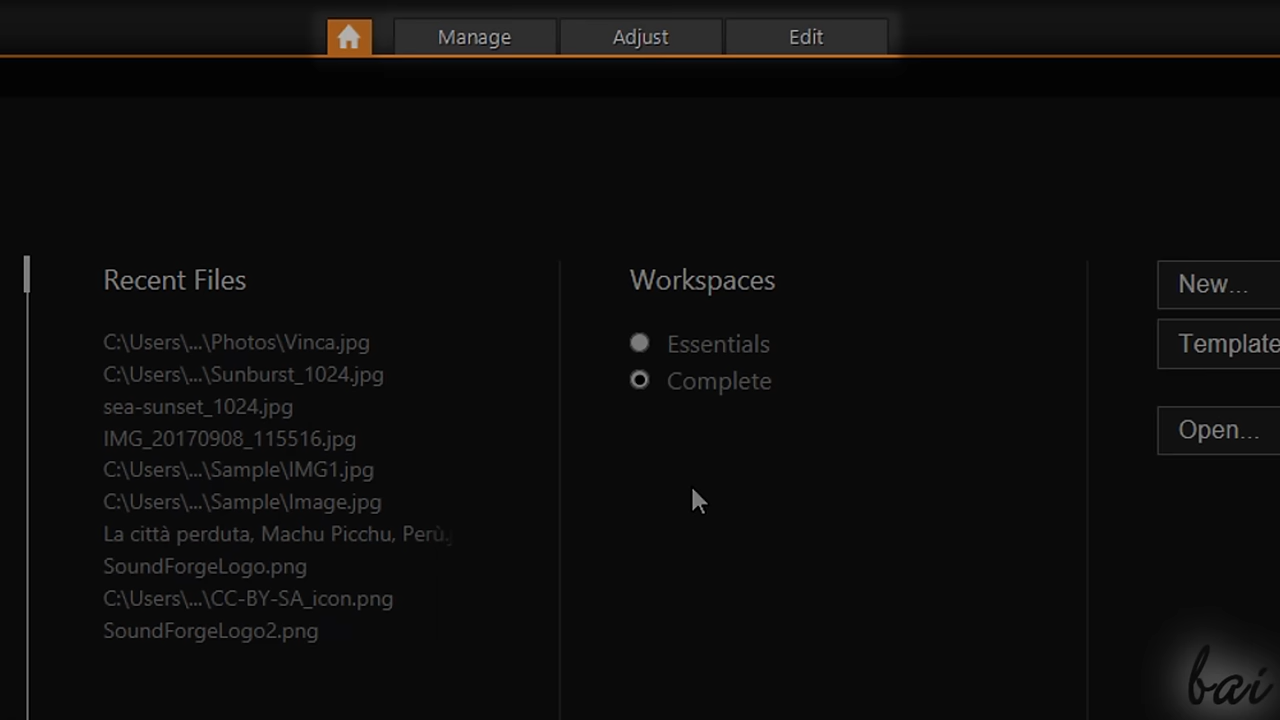 Manage
Adjust
Edit
Recent Files
C:\Users\...\Photos\Vinca.jpg
C:\Users\...\Sunburst_1024.jpg
sea-sunset_1024.jpg
IMG_20170908_115516.jpg
C:\Users\...\Sample\IMG1.jpg
C:\Users\...\Sample\Image.jpg
La città perduta, Machu Picchu, Perù.j
SoundForgeLogo.png
C:\Users\...\CC-BY-SA_icon.png
SoundForgeLogo2.png
Workspaces
Essentials
Complete
New...
Template
Open...
bai